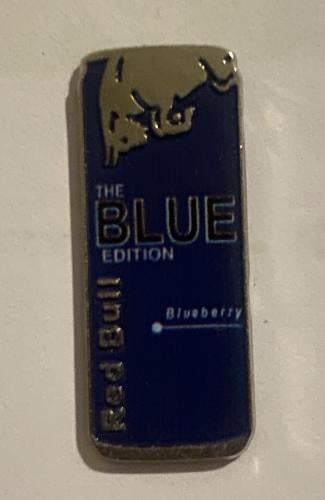 THE
BLUE
EDITION
Blueberry
Red Bull